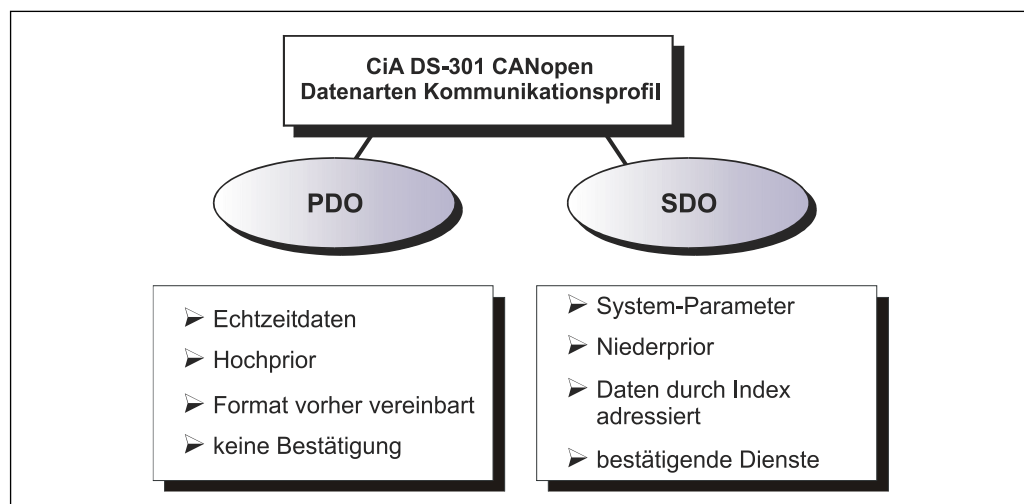 CiA DS-301 CANopen
Datenarten Kommunikationsprofil
PDO
SDO
Echtzeitdaten
Hochprior
Format vorher vereinbart
keine Bestätigung
System-Parameter
Niederprior
Daten durch Index
adressiert
bestätigende Dienste